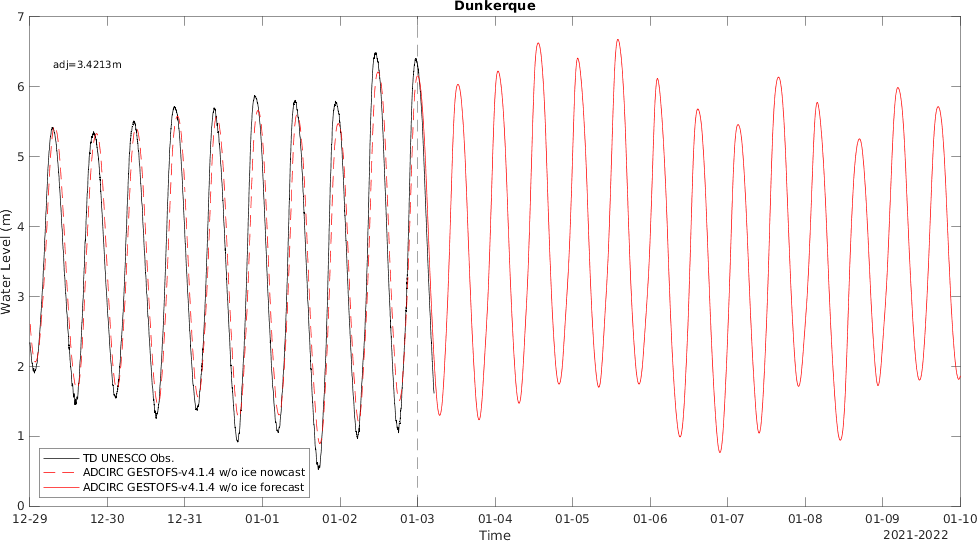 Dunkerque
7
6
5
4
3
2
1
0
Water Level (m)
adj=3.4213m
TD UNESCO Obs.
ADCIRC GESTOFS-v4.1.4 w/o ice nowcast
ADCIRC GESTOFS-v4.1.4 w/o ice forecast
12-29 12-30 12-31 01-01 01-02 01-03 01-04 01-05 01-06 01-07 01-08 01-09 01-10
Time
2021-2022